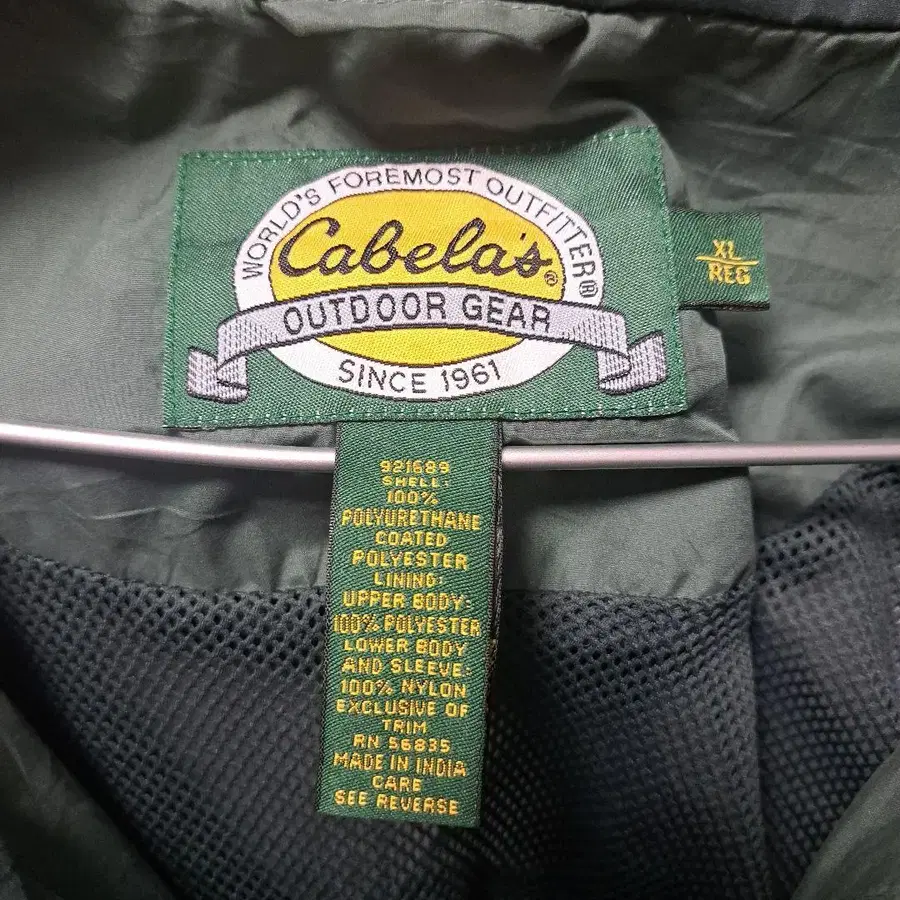 WORLD'S FOREMOST OUTFITTER®
Cabela's®
OUTDOOR GEAR
SINCE 1961
XL
REG
921689
SHELL:
100%
POLYURETHANE
COATED
POLYESTER
LINING:
UPPER BODY:
100% POLYESTER
LOWER BODY
AND SLEEVE:
100% NYLON
EXCLUSIVE OF
TRIM
RN 56835
MADE IN INDIA
CARE
SEE REVERSE